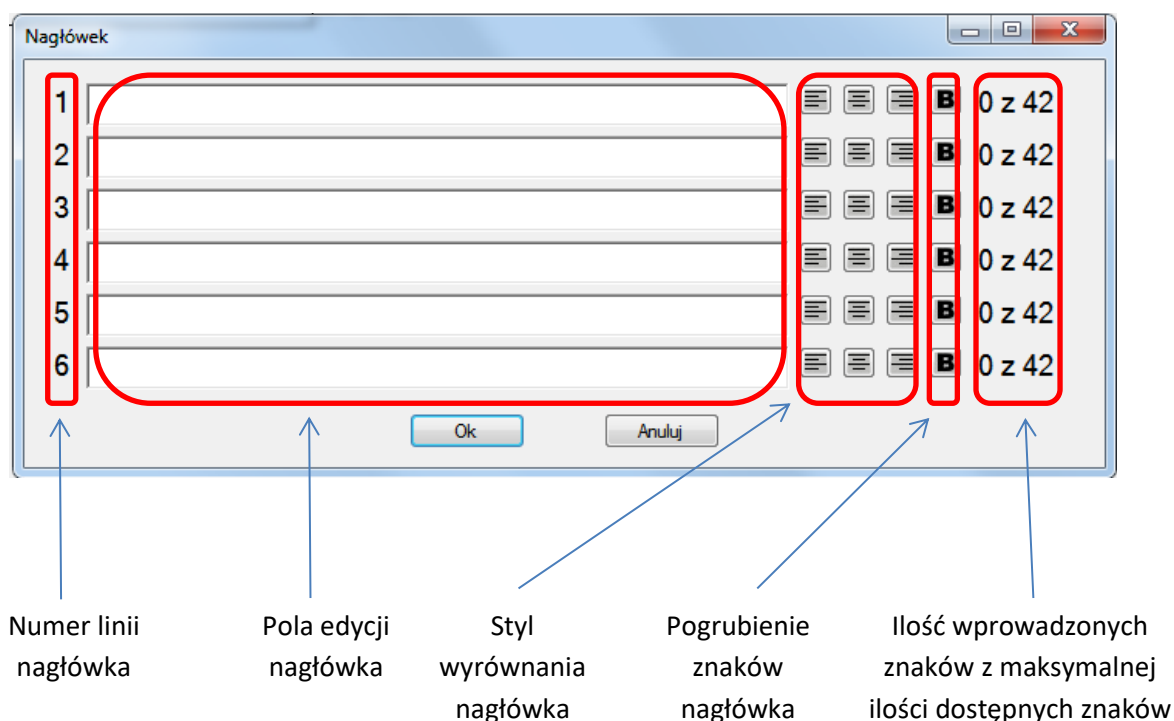 Nagłówek
1 B 0 z 42
2 B 0 z 42
3 B 0 z 42
4 B 0 z 42
5 B 0 z 42
6 B 0 z 42
Ok Anuluj
Numer linii nagłówka
Pola edycji nagłówka
Styl wyrównania nagłówka
Pogrubienie znaków nagłówka
Ilość wprowadzonych znaków z maksymalnej ilości dostępnych znaków